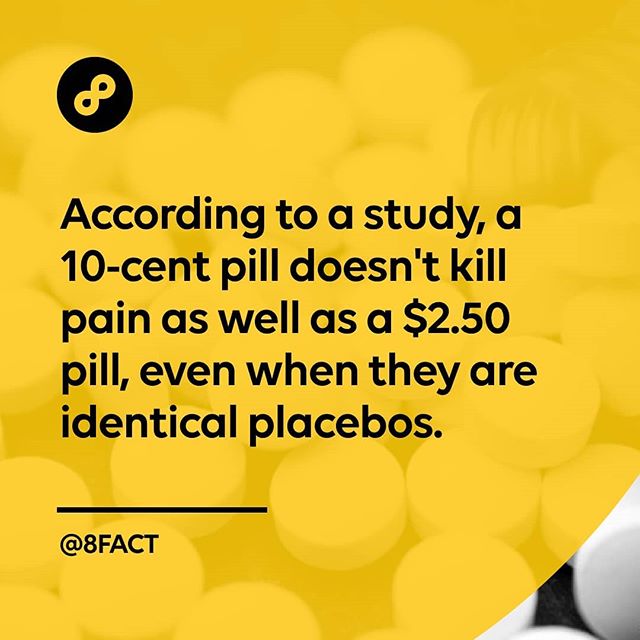 According to a study, a
10-cent pill doesn't kill
pain as well as a $2.50
pill, even when they are
identical placebos.
@8FACT